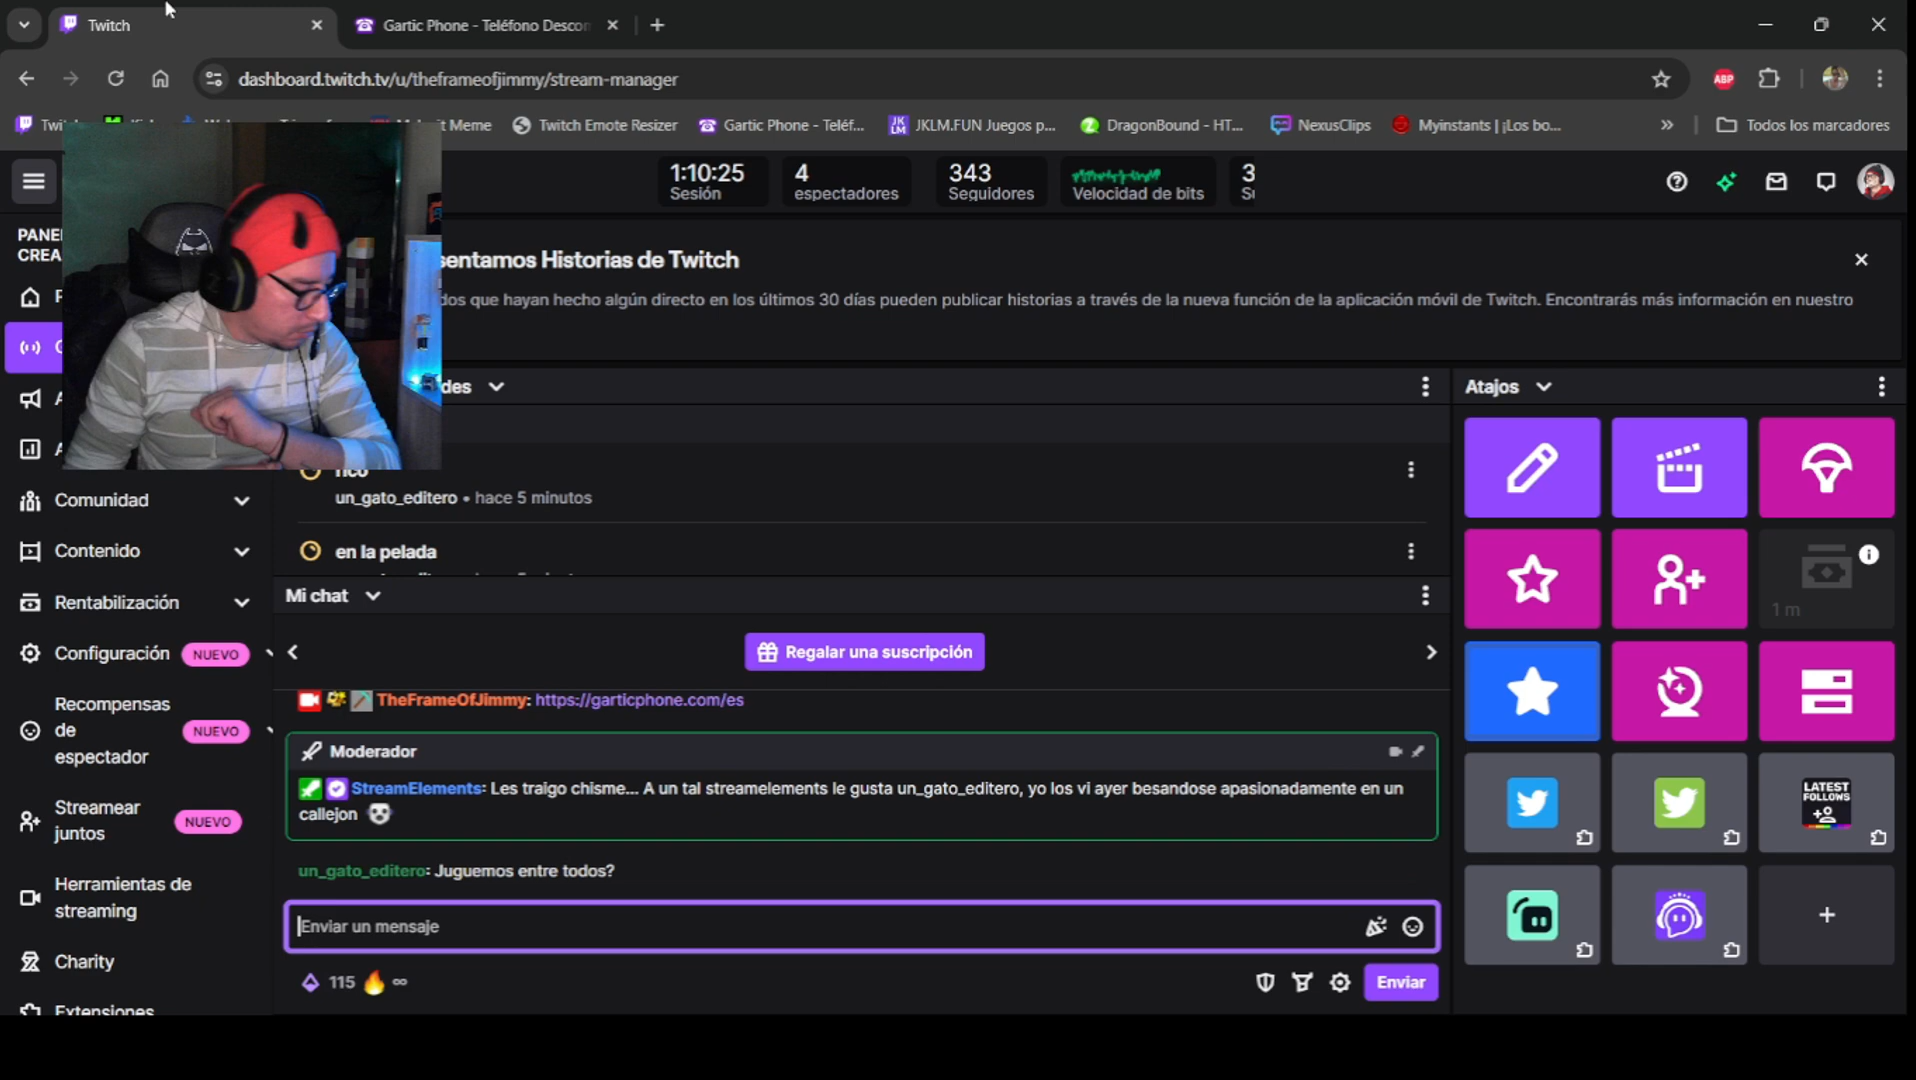 Twitch
Gartic Phone - Teléfono Descon
dashboard.twitch.tv/u/theframeofjimmy/stream-manager
ABP
Meme
Twitch Emote Resizer
Gartic Phone - Teléf...
JKLM.FUN Juegos p...
DragonBound - HT...
NexusClips
Myinstants | ¡Los bo...
Todos los marcadores
1:10:25
Sesión
4
espectadores
343
Seguidores
Velocidad de bits
3
sentamos Historias de Twitch
dos que hayan hecho algún directo en los últimos 30 días pueden publicar historias a través de la nueva función de la aplicación móvil de Twitch. Encontrarás más información en nuestro
des
Atajos
rico
un_gato_editero • hace 5 minutos
en la pelada
Mi chat
Regalar una suscripción
TheFrameOfJimmy: https://garticphone.com/es
Moderador
StreamElements: Les traigo chisme... A un tal streamelements le gusta un_gato_editero, yo los vi ayer besandose apasionadamente en un
callejon
un_gato_editero: Juguemos entre todos?
Enviar un mensaje
115
Enviar
Comunidad
Contenido
Rentabilización
Configuración NUEVO
Recompensas
de NUEVO
espectador
Streamear
juntos NUEVO
Herramientas de
streaming
Charity
Extensiones
1 m
LATEST
FOLLOWS